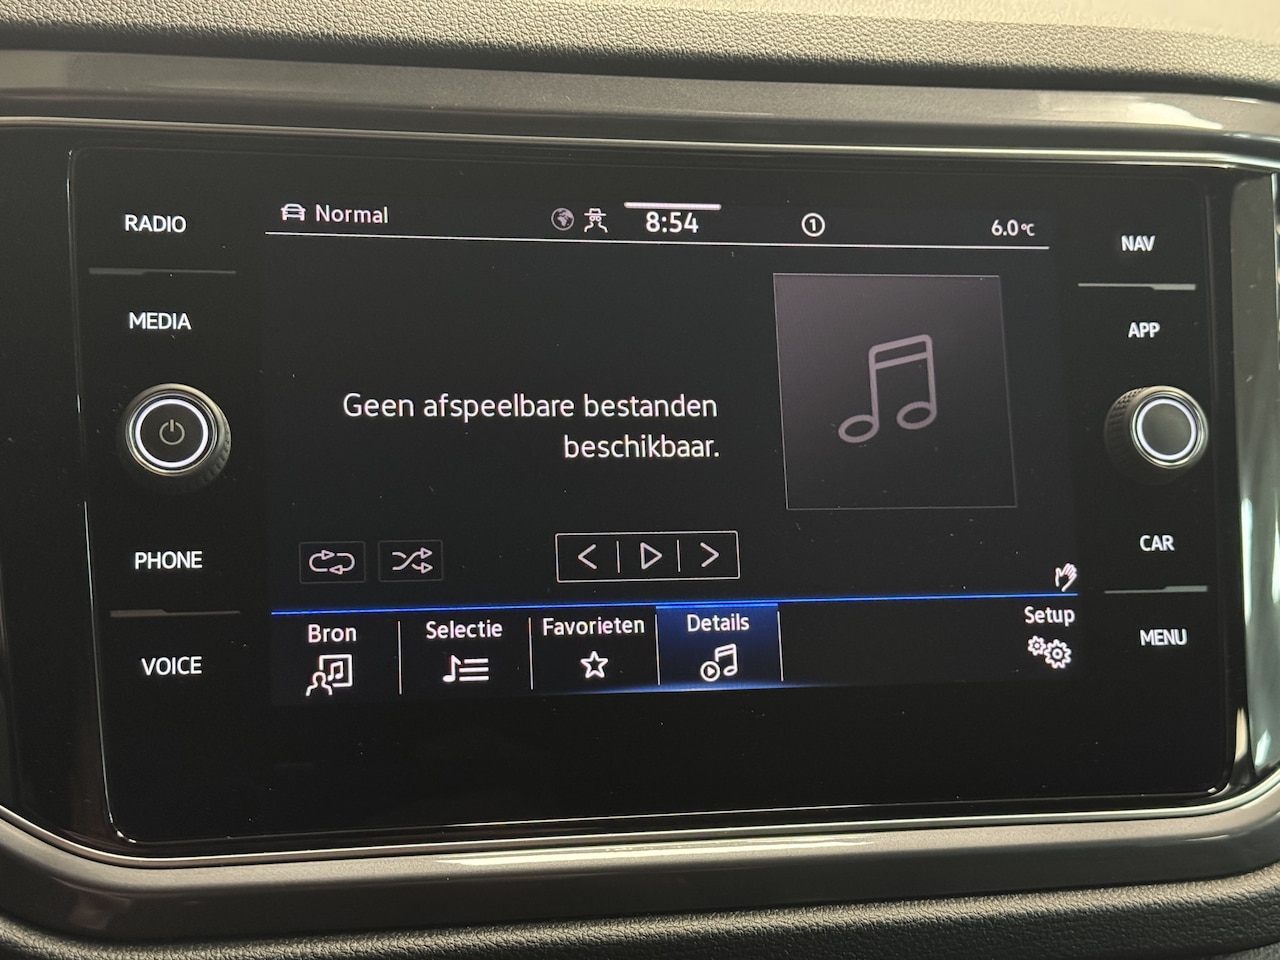 RADIO
MEDIA
PHONE
VOICE
Normal
8:54
1
6.0°C
Geen afspeelbare bestanden
beschikbaar.
Bron
Selectie
Favorieten
Details
Setup
NAV
APP
CAR
MENU